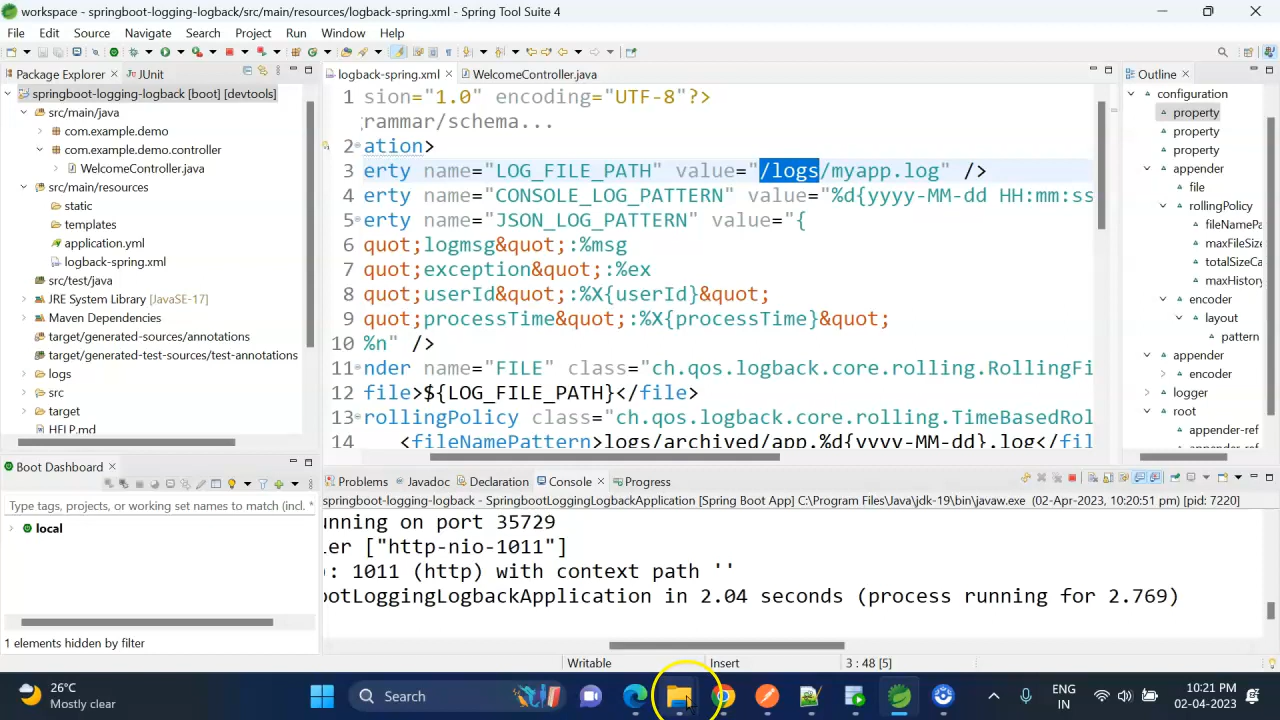 workspace - springboot-logging-logback/src/main/resources/logback-spring.xml - Spring Tool Suite 4
File Edit Source Navigate Search Project Run Window Help
Package Explorer JUnit
springboot-logging-logback [boot] [devtools]
src/main/java
com.example.demo
com.example.demo.controller
WelcomeController.java
src/main/resources
static
templates
application.yml
logback-spring.xml
src/test/java
JRE System Library [JavaSE-17]
Maven Dependencies
target/generated-sources/annotations
target/generated-test-sources/test-annotations
logs
src
target
HELP.md
logback-spring.xml WelcomeController.java
1 sion="1.0" encoding="UTF-8"?>
rammar/schema...
2 ation>
3 erty name="LOG_FILE_PATH" value="/logs/myapp.log" />
4 erty name="CONSOLE_LOG_PATTERN" value="%d{yyyy-MM-dd HH:mm:ss
5 erty name="JSON_LOG_PATTERN" value="{
6 quot;logmsg&quot;:%msg
7 quot;exception&quot;:%ex
8 quot;userId&quot;:%X{userId}&quot;
9 quot;processTime&quot;:%X{processTime}&quot;
10 %n" />
11 nder name="FILE" class="ch.qos.logback.core.rolling.RollingFi
12 file>${LOG_FILE_PATH}</file>
13 rollingPolicy class="ch.qos.logback.core.rolling.TimeBasedRol
14 <fileNamePattern>logs/archived/app.%d{yyyy-MM-dd}.log</fil
Outline
configuration
property
property
property
appender
file
rollingPolicy
fileNamePa
maxFileSiz
totalSizeCa
maxHistory
encoder
layout
pattern
appender
encoder
logger
root
appender-ref
appender-ref
Boot Dashboard
Type tags, projects, or working set names to match (incl. *
local
1 elements hidden by filter
Problems Javadoc Declaration Console Progress
springboot-logging-logback - SpringbootLoggingLogbackApplication [Spring Boot App] C:\Program Files\Java\jdk-19\bin\javaw.exe (02-Apr-2023, 10:20:51 pm) [pid: 7220]
unning on port 35729
ler ["http-nio-1011"]
): 1011 (http) with context path ''
ootLoggingLogbackApplication in 2.04 seconds (process running for 2.769)
Writable Insert 3 : 48 [5]
26°C
Mostly clear
Search
ENG
IN
10:21 PM
02-04-2023